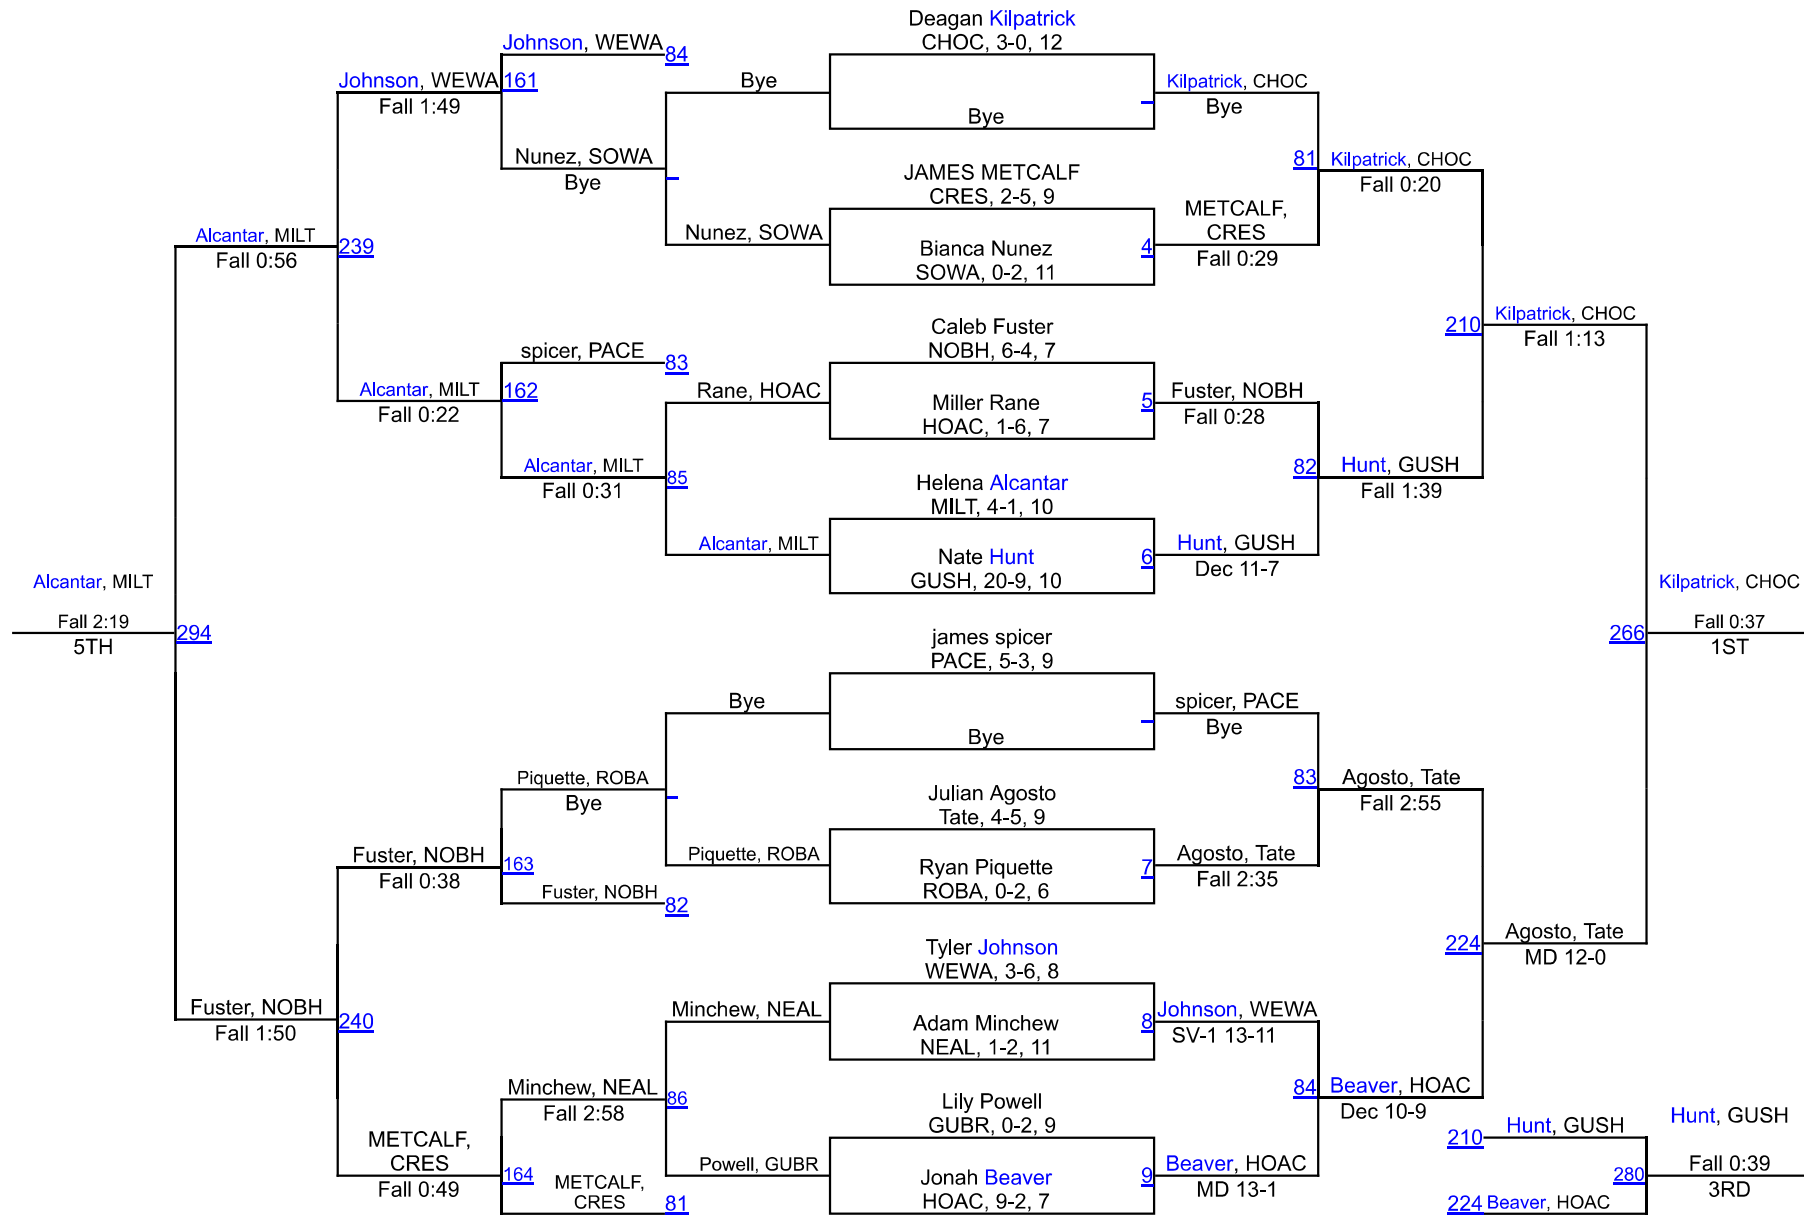 Deagan Kilpatrick
CHOC, 3-0, 12
Bye
JAMES METCALF
CRES, 2-5, 9
Bianca Nunez
SOWA, 0-2, 11
4
Caleb Fuster
NOBH, 6-4, 7
Miller Rane
HOAC, 1-6, 7
5
Helena Alcantar
MILT, 4-1, 10
Nate Hunt
GUSH, 20-9, 10
6
james spicer
PACE, 5-3, 9
Bye
Julian Agosto
Tate, 4-5, 9
Ryan Piquette
ROBA, 0-2, 6
7
Tyler Johnson
WEWA, 3-6, 8
Adam Minchew
NEAL, 1-2, 11
8
Lily Powell
GUBR, 0-2, 9
Jonah Beaver
HOAC, 9-2, 7
9
Kilpatrick, CHOC
Bye
METCALF,
CRES
Fall 0:29
Fuster, NOBH
Fall 0:28
Hunt, GUSH
Dec 11-7
spicer, PACE
Bye
Agosto, Tate
Fall 2:35
Johnson, WEWA
SV-1 13-11
Beaver, HOAC
MD 13-1
81
Kilpatrick, CHOC
Fall 0:20
82
Hunt, GUSH
Fall 1:39
83
Agosto, Tate
Fall 2:55
84
Beaver, HOAC
Dec 10-9
210
Kilpatrick, CHOC
Fall 1:13
224
Agosto, Tate
MD 12-0
266
Kilpatrick, CHOC
Fall 0:37
1ST
210
Hunt, GUSH
224
Beaver, HOAC
280
Hunt, GUSH
Fall 0:39
3RD
Bye
Nunez, SOWA
Rane, HOAC
Alcantar, MILT
Bye
Piquette, ROBA
Minchew, NEAL
Powell, GUBR
Johnson, WEWA
84
Nunez, SOWA
Bye
spicer, PACE
83
Alcantar, MILT
Fall 0:31
85
Piquette, ROBA
Bye
Fuster, NOBH
82
Minchew, NEAL
Fall 2:58
86
METCALF,
CRES
81
Johnson, WEWA
Fall 1:49
161
Alcantar, MILT
Fall 0:22
162
Fuster, NOBH
Fall 0:38
163
METCALF,
CRES
Fall 0:49
164
Alcantar, MILT
Fall 0:56
239
Fuster, NOBH
Fall 1:50
240
Alcantar, MILT
Fall 2:19
5TH
294